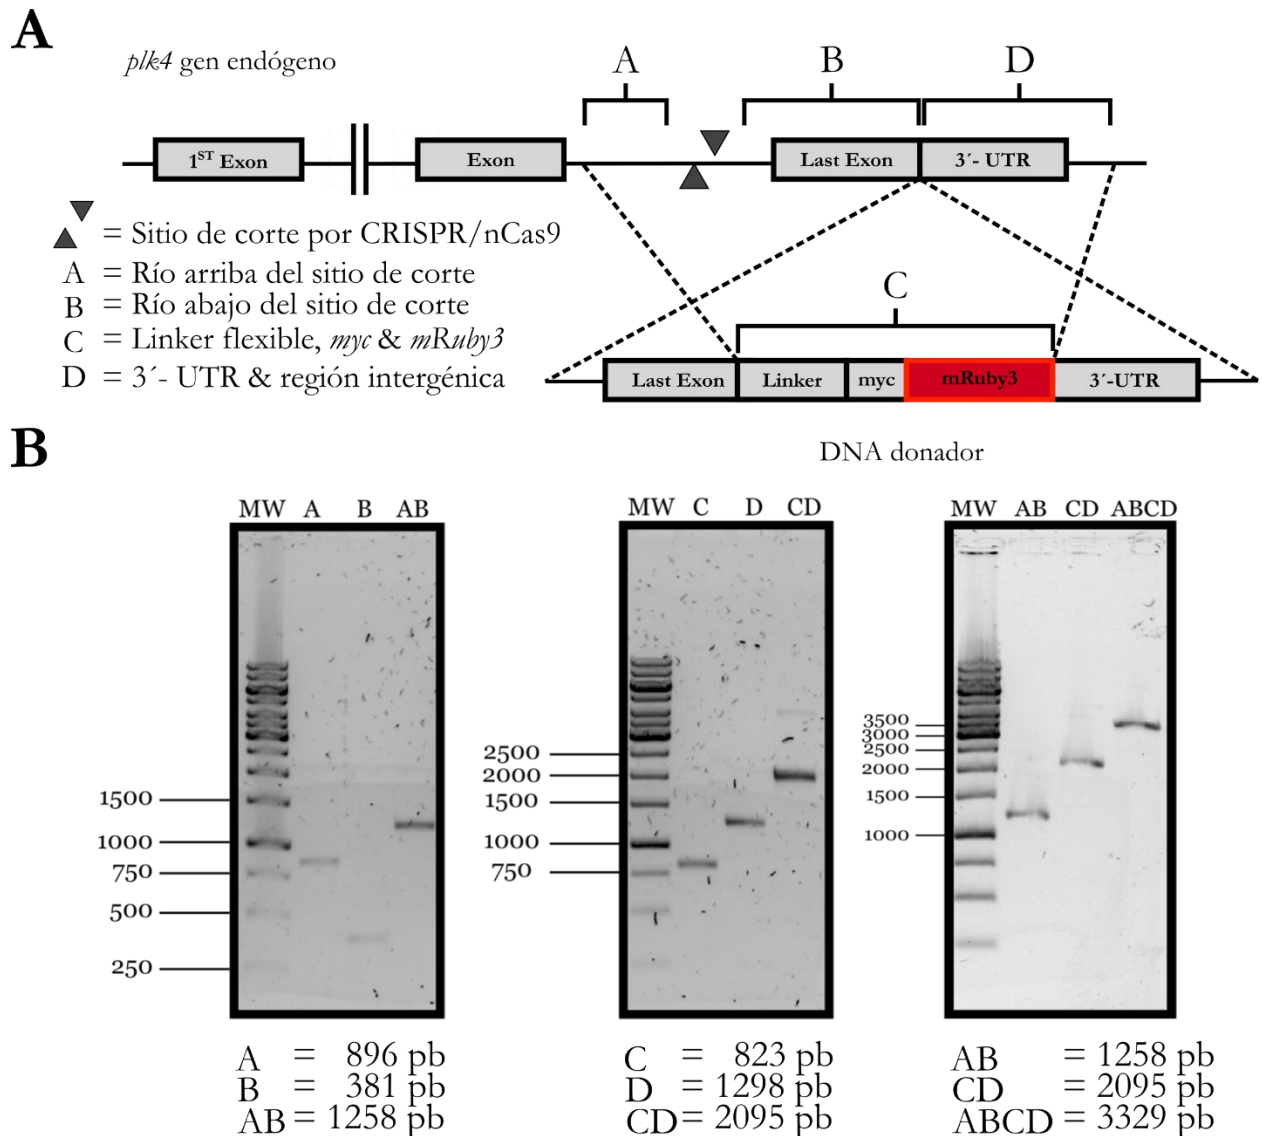 A
plk4 gen endógeno
A
B
D
1ST Exon
Exon
Last Exon
3´- UTR
= Sitio de corte por CRISPR/nCas9
A = Río arriba del sitio de corte
B = Río abajo del sitio de corte
C = Linker flexible, myc & mRuby3
D = 3´- UTR & región intergénica
C
Last Exon
Linker
myc
mRuby3
3´-UTR
DNA donador
B
MW A B AB
1500
1000
750
500
250
A = 896 pb
B = 381 pb
AB = 1258 pb
MW C D CD
2500
2000
1500
1000
750
C = 823 pb
D = 1298 pb
CD = 2095 pb
MW AB CD ABCD
3500
3000
2500
2000
1500
1000
AB = 1258 pb
CD = 2095 pb
ABCD = 3329 pb